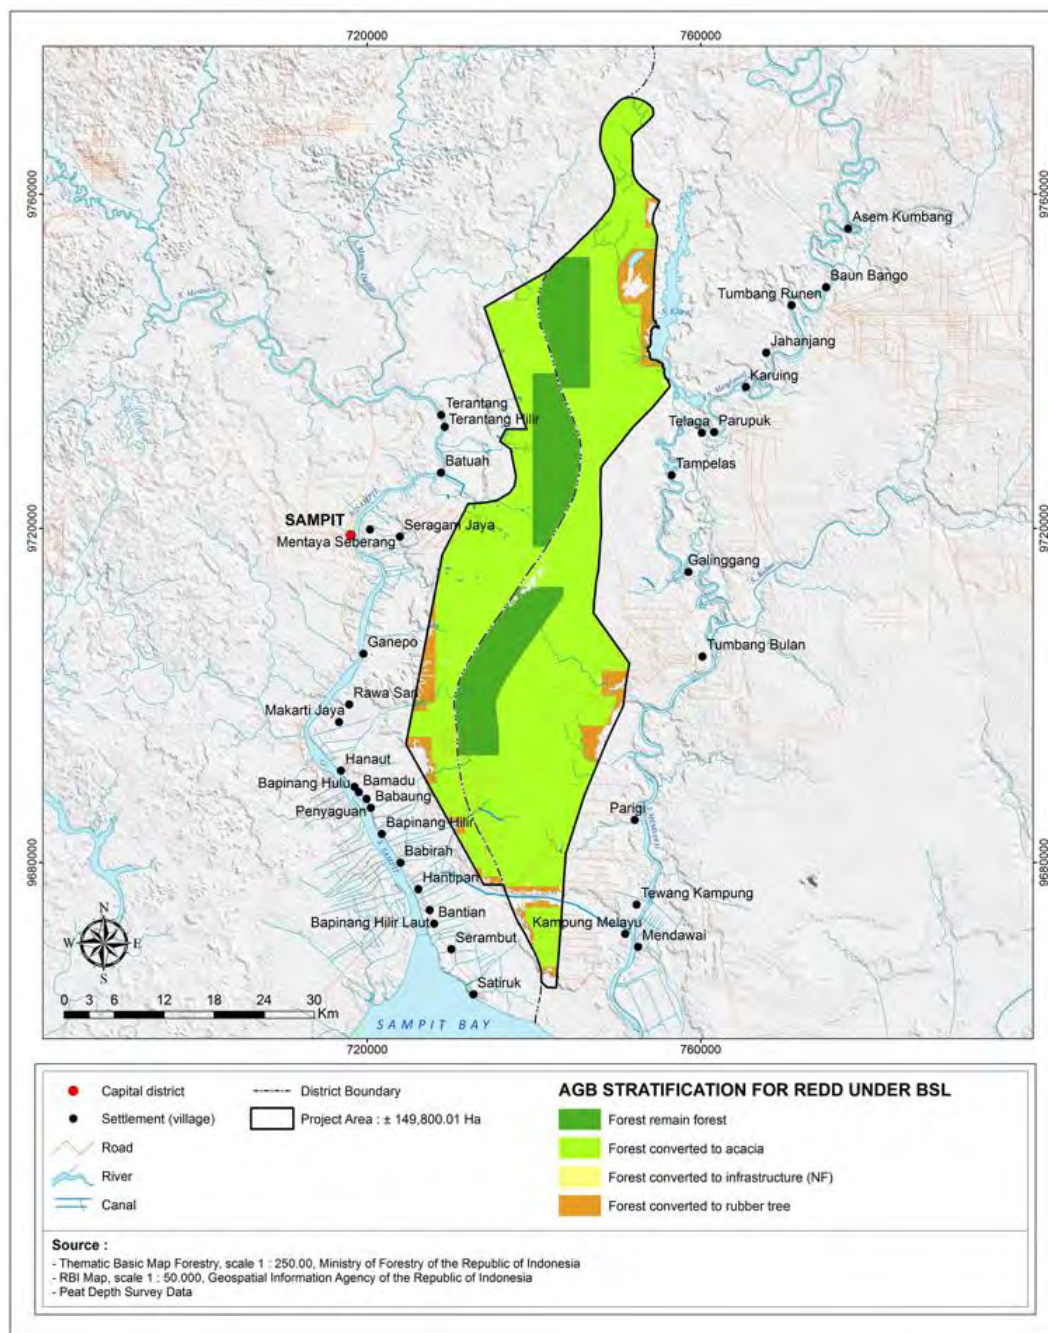 720000
760000
9760000
9760000
Asem Kumbang
Baun Bango
Tumbang Runen
Jahanjang
Karuing
Terantang
Terantang Hilir
Telaga
Parupuk
Batuah
Tampelas
S. SAMPIT
SAMPIT
Seragam Jaya
Mentaya Seberang
9720000
9720000
Galinggang
Ganepo
Tumbang Bulan
Rawa Sari
Makarti Jaya
Hanaut
Bapinang Hulu
Bamadu
Babaung
Penyaguan
Bapinang Hilir
Parigi
S. SAMPIT
Babirah
9680000
9680000
Hantipan
Tewang Kampung
Bantian
Bapinang Hilir Laut
Kampung Melayu
Mendawai
Serambut
Satiruk
N
W
E
S
0 3 6 12 18 24 30
Km
SAMPIT BAY
720000
760000
Capital district
Settlement (village)
Road
River
Canal
District Boundary
Project Area : ± 149,800.01 Ha
AGB STRATIFICATION FOR REDD UNDER BSL
Forest remain forest
Forest converted to acacia
Forest converted to infrastructure (NF)
Forest converted to rubber tree
Source :
- Thematic Basic Map Forestry, scale 1 : 250.00, Ministry of Forestry of the Republic of Indonesia
- RBI Map, scale 1 : 50.000, Geospatial Information Agency of the Republic of Indonesia
- Peat Depth Survey Data